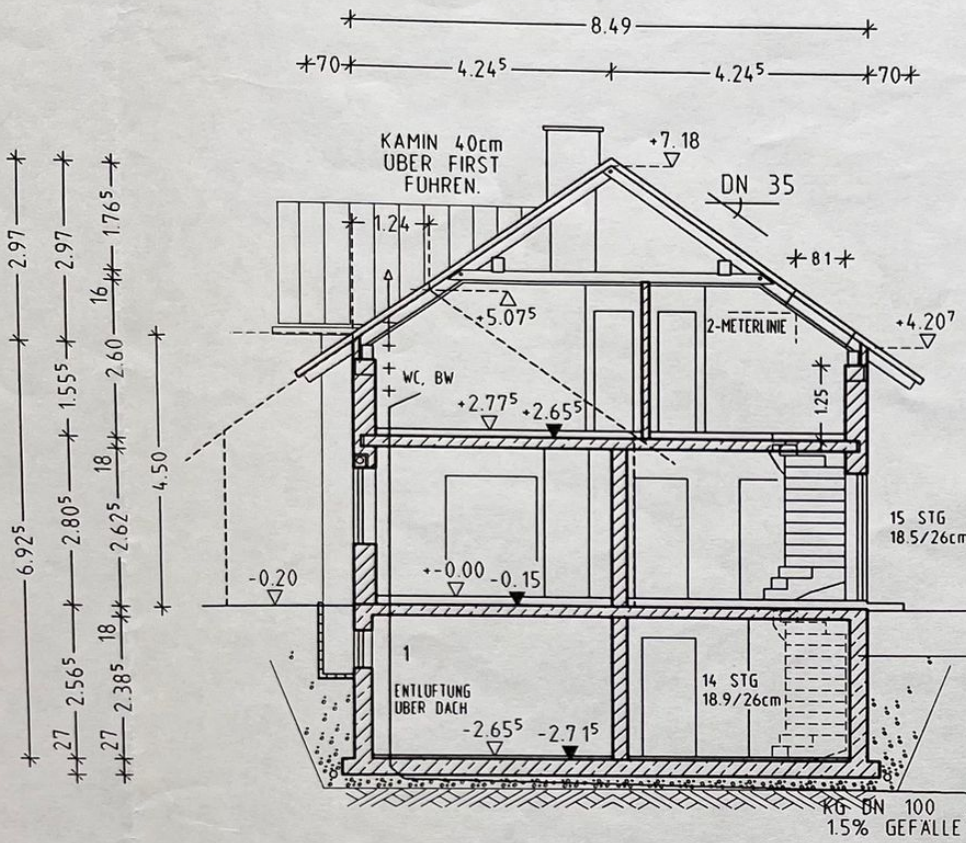 8.49
70
4.24⁵
4.24⁵
70
KAMIN 40cm
ÜBER FIRST
FÜHREN.
+7.18
DN 35
1.24
81
+5.07⁵
2-METERLINIE
+4.20⁷
WC, BW
+2.77⁵
+2.65⁵
1.25
15 STG
18.5/26cm
-0.20
+-0.00
-0.15
1
ENTLÜFTUNG
ÜBER DACH
14 STG
18.9/26cm
-2.65⁵
-2.71⁵
KG DN 100
1.5% GEFÄLLE
2.97
6.92⁵
2.97
1.55⁵
2.80⁵
2.56⁵
27
1.76⁵
16
2.60
18
2.62⁵
18
2.38⁵
27
4.50